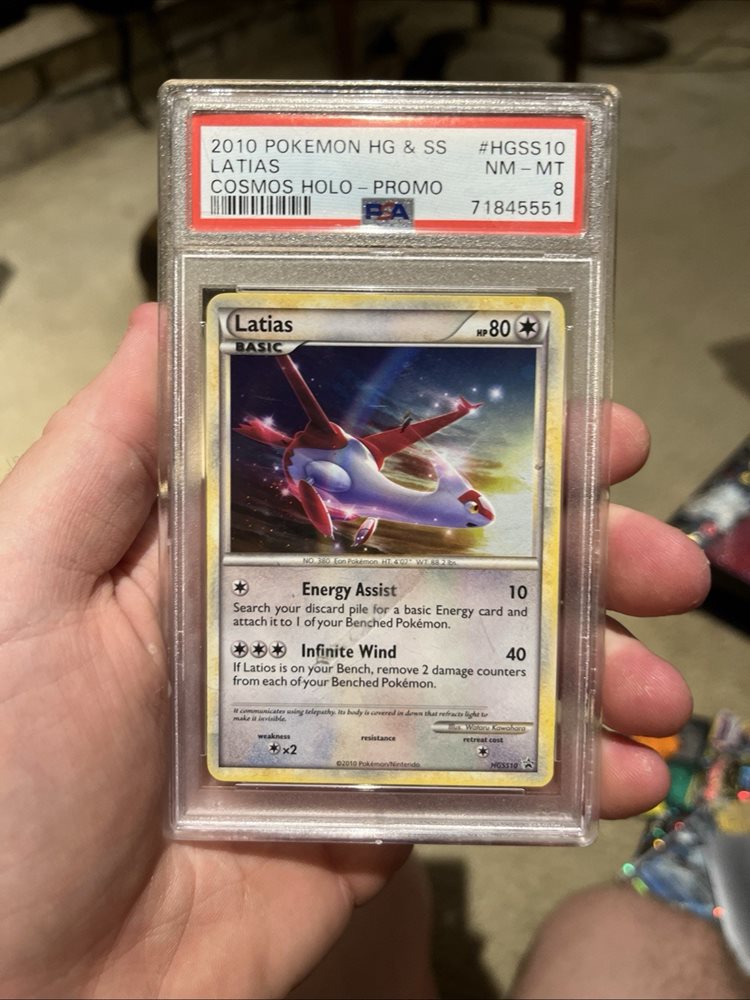 2010 POKEMON HG & SS #HGSS10
LATIAS NM - MT
COSMOS HOLO - PROMO 8
PSA 71845551
Latias HP 80
BASIC
NO. 380 Eon Pokémon HT: 4'07" WT: 88.2 lbs.
Energy Assist 10
Search your discard pile for a basic Energy card and
attach it to 1 of your Benched Pokémon.
Infinite Wind 40
If Latios is on your Bench, remove 2 damage counters
from each of your Benched Pokémon.
It communicates using telepathy. Its body is covered in down that refracts light to
make it invisible.
Illus. Wataru Kawahara
weakness resistance retreat cost
×2
©2010 Pokémon/Nintendo HGSS10